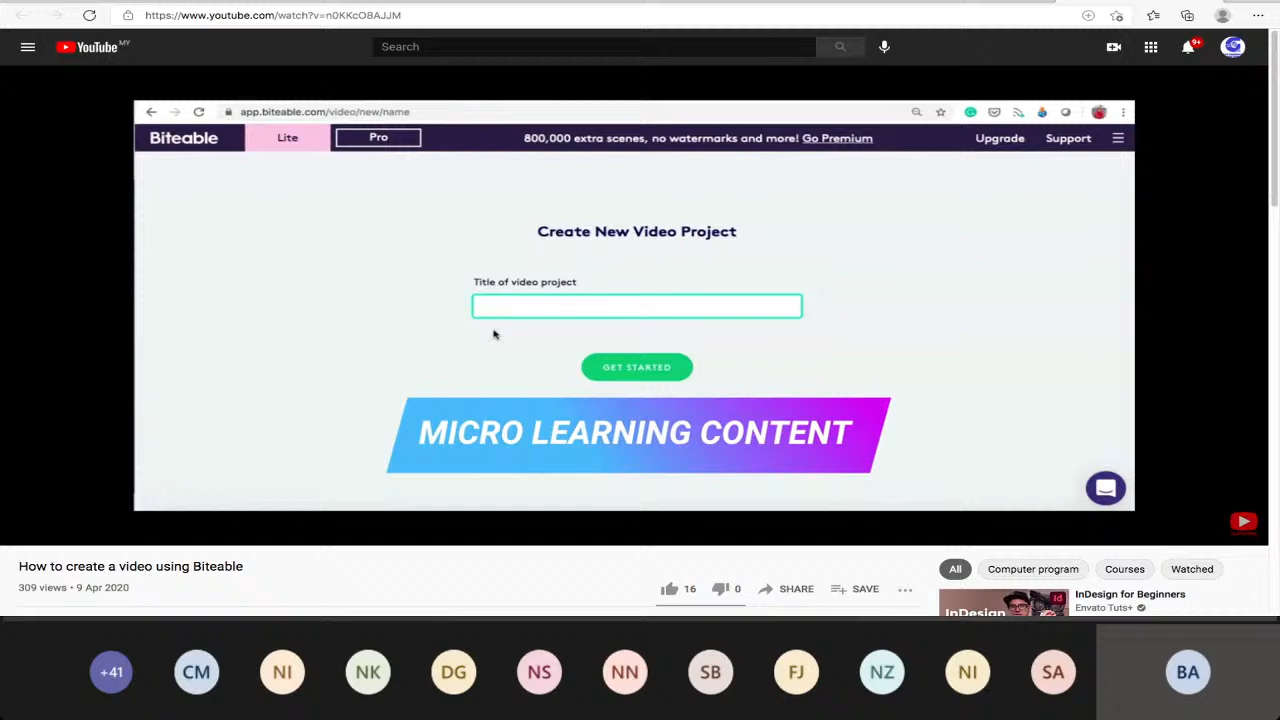 https://www.youtube.com/watch?v=n0KKcO8AJJM
YouTube MY
Search
9+
app.biteable.com/video/new/name
Biteable
Lite
Pro
800,000 extra scenes, no watermarks and more! Go Premium
Upgrade
Support
Create New Video Project
Title of video project
GET STARTED
MICRO LEARNING CONTENT
How to create a video using Biteable
309 views • 9 Apr 2020
16
0
SHARE
SAVE
All
Computer program
Courses
Watched
InDesign
Id
InDesign for Beginners
Envato Tuts+
+41
CM
NI
NK
DG
NS
NN
SB
FJ
NZ
NI
SA
BA